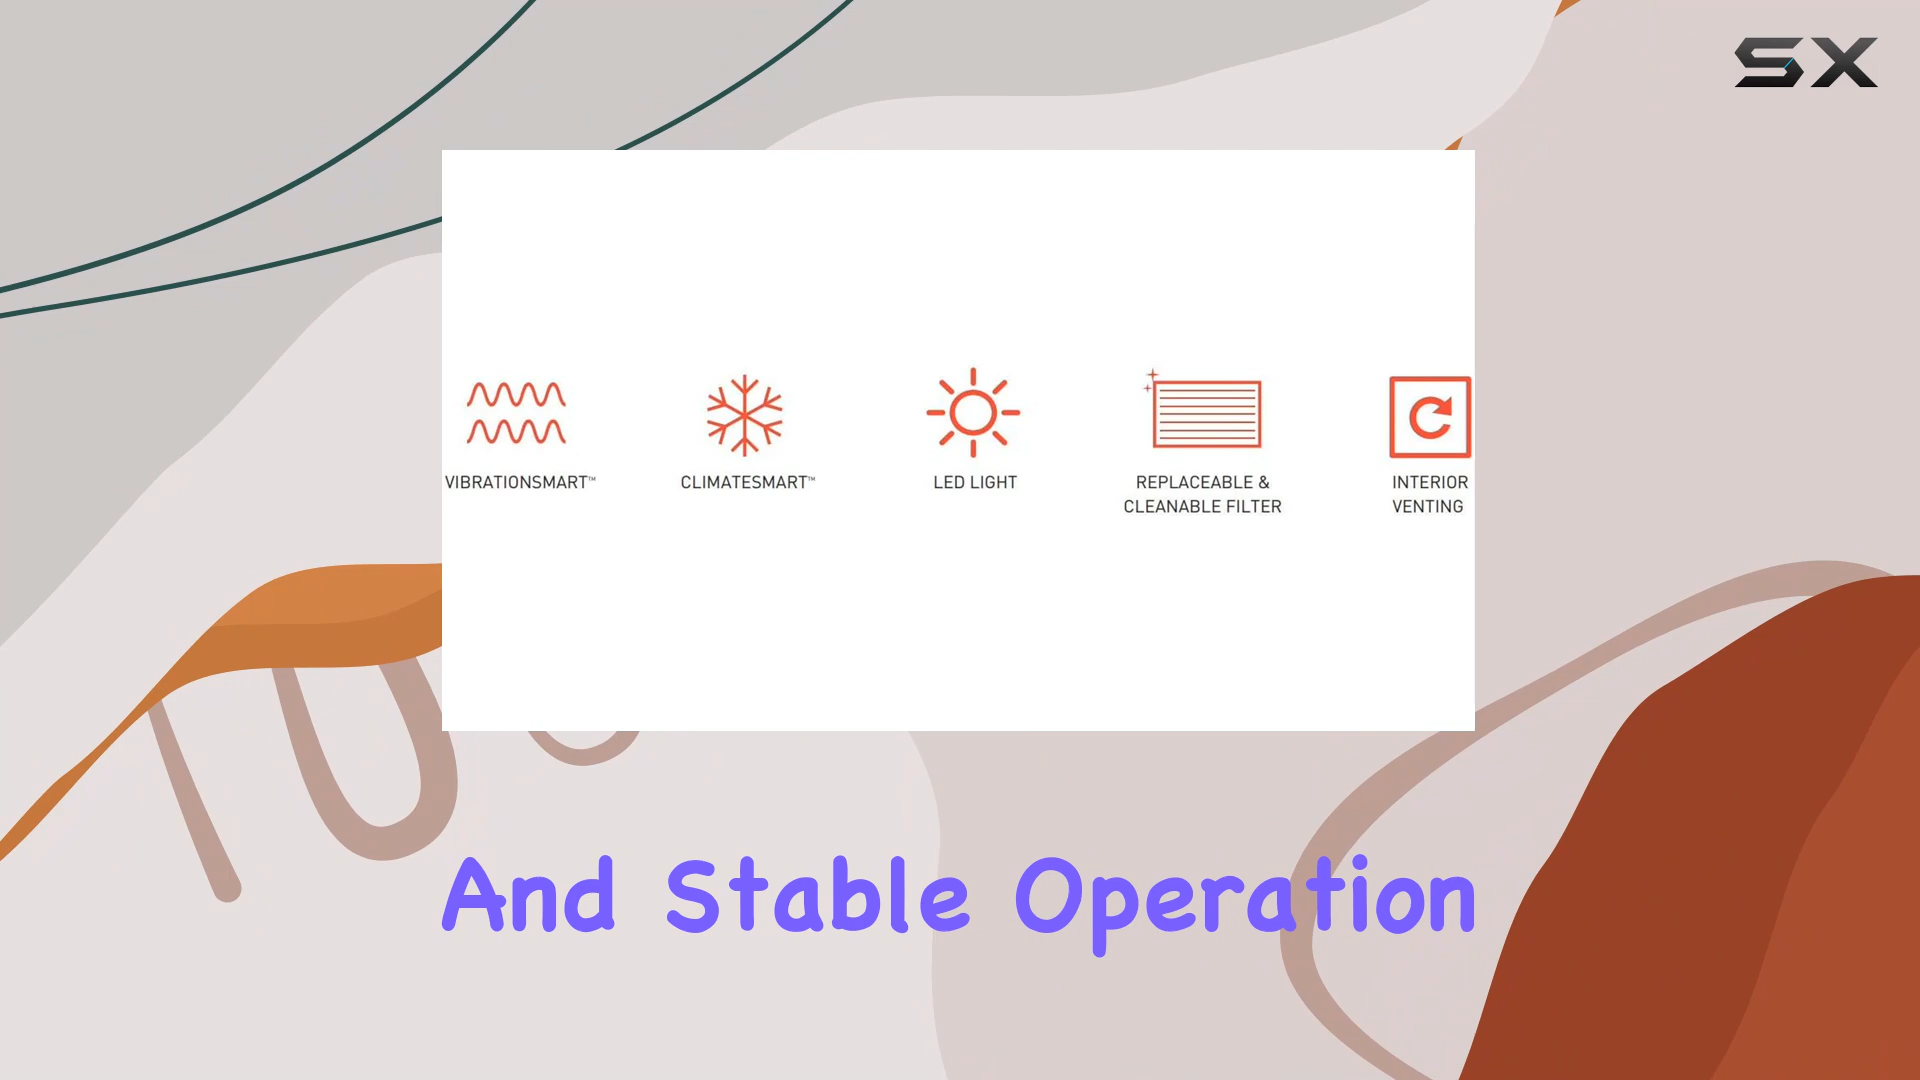 SX
VIBRATIONSMART™ CLIMATESMART™ LED LIGHT REPLACEABLE & INTERIOR
CLEANABLE FILTER VENTING
And Stable Operation